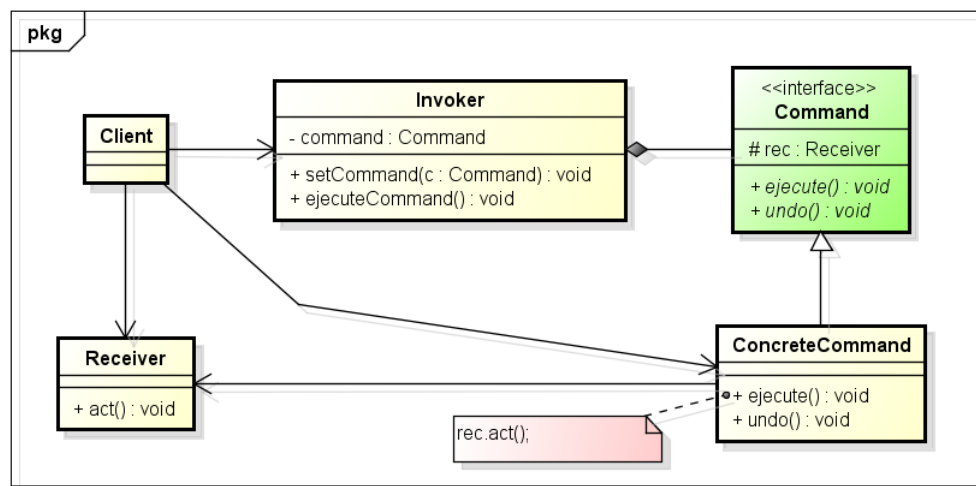 pkg
Client
Invoker
- command : Command
+ setCommand(c : Command) : void
+ ejecuteCommand() : void
<<interface>>
Command
# rec : Receiver
+ ejecute() : void
+ undo() : void
Receiver
+ act() : void
ConcreteCommand
+ ejecute() : void
+ undo() : void
rec.act();